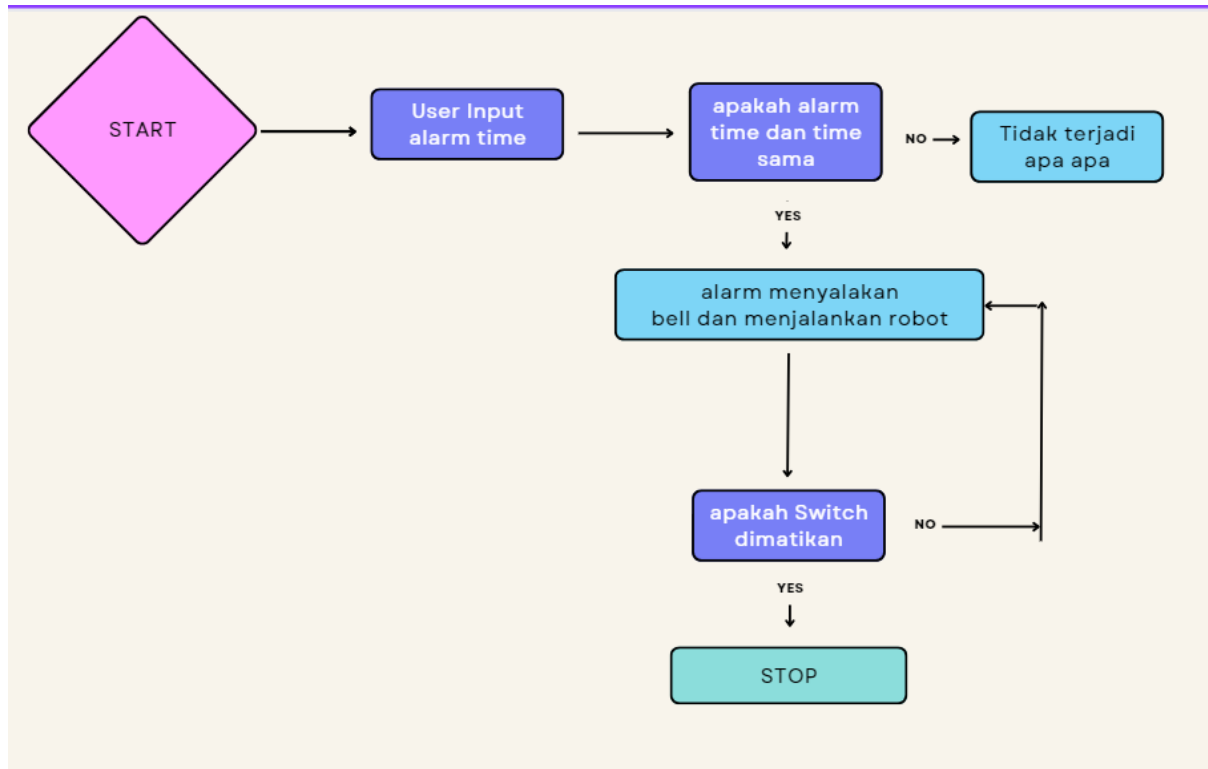 START
User Input
alarm time
apakah alarm
time dan time
sama
NO
Tidak terjadi
apa apa
YES
alarm menyalakan
bell dan menjalankan robot
apakah Switch
dimatikan
NO
YES
STOP